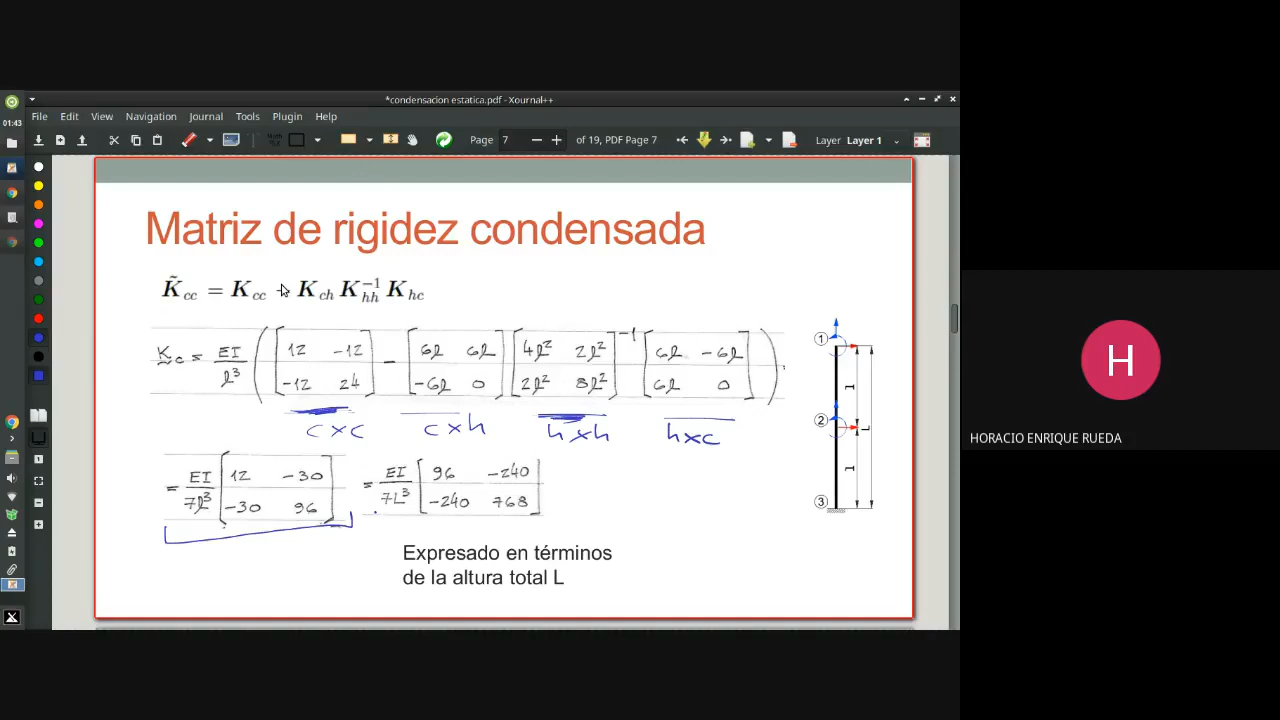 *condensacion estatica.pdf - Xournal++
01:43
File Edit View Navigation Journal Tools Plugin Help
Page 7 of 19, PDF Page 7 Layer Layer 1
Matriz de rigidez condensada
K̃cc = Kcc - Kch Khh⁻¹ Khc
Kc = EI/l³ ( [12 -12; -12 24] - [6l 6l; -6l 0] [4l² 2l²; 2l² 8l²]⁻¹ [6l -6l; 6l 0] )
c x c c x h h x h h x c
= EI/7l³ [12 -30; -30 96] = EI/7L³ [96 -240; -240 768]
Expresado en términos
de la altura total L
1
2
3
l
l
L
H
HORACIO ENRIQUE RUEDA